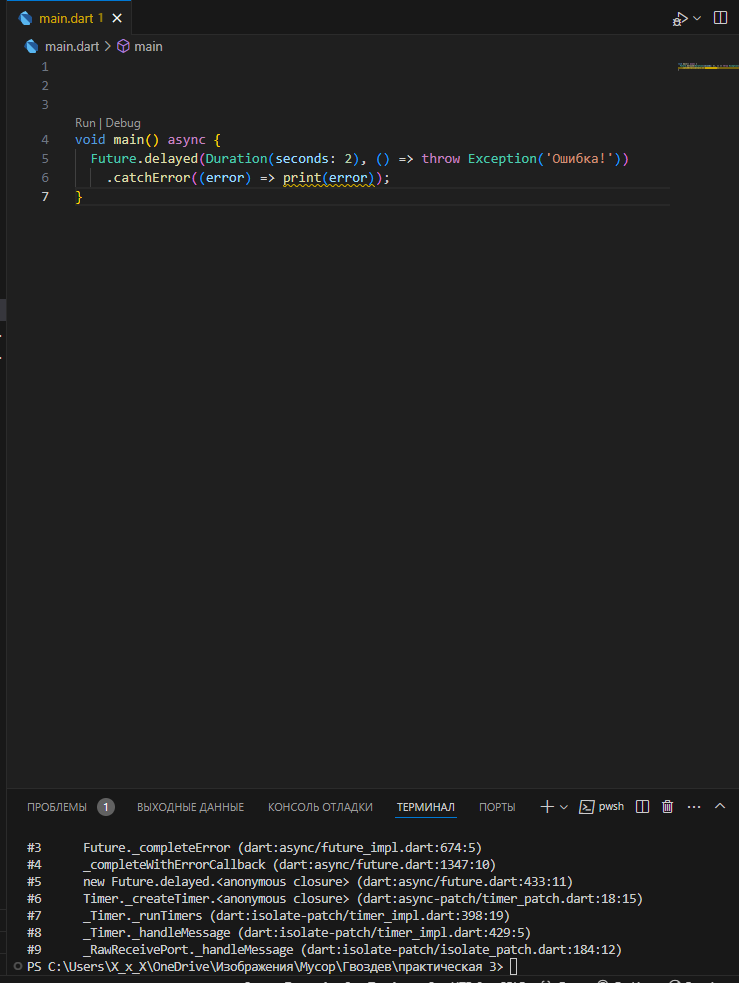 main.dart 1
main.dart > main
1
2
3
Run | Debug
4 void main() async {
5 Future.delayed(Duration(seconds: 2), () => throw Exception('Ошибка!'))
6 .catchError((error) => print(error));
7 }
ПРОБЛЕМЫ 1 ВЫХОДНЫЕ ДАННЫЕ КОНСОЛЬ ОТЛАДКИ ТЕРМИНАЛ ПОРТЫ pwsh
#3 Future._completeError (dart:async/future_impl.dart:674:5)
#4 _completeWithErrorCallback (dart:async/future.dart:1347:10)
#5 new Future.delayed.<anonymous closure> (dart:async/future.dart:433:11)
#6 Timer._createTimer.<anonymous closure> (dart:async-patch/timer_patch.dart:18:15)
#7 _Timer._runTimers (dart:isolate-patch/timer_impl.dart:398:19)
#8 _Timer._handleMessage (dart:isolate-patch/timer_impl.dart:429:5)
#9 _RawReceivePort._handleMessage (dart:isolate-patch/isolate_patch.dart:184:12)
PS C:\Users\X_x_X\OneDrive\Изображения\Мусор\Гвоздев\практическая 3>